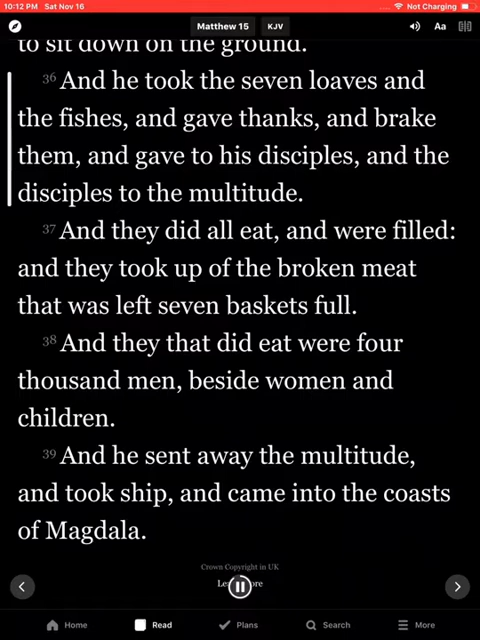 10:12 PM Sat Nov 16 Not Charging
Matthew 15 KJV Aa
to sit down on the ground.
36 And he took the seven loaves and
the fishes, and gave thanks, and brake
them, and gave to his disciples, and the
disciples to the multitude.
37 And they did all eat, and were filled:
and they took up of the broken meat
that was left seven baskets full.
38 And they that did eat were four
thousand men, beside women and
children.
39 And he sent away the multitude,
and took ship, and came into the coasts
of Magdala.
Crown Copyright in UK
Home Read Plans Search More